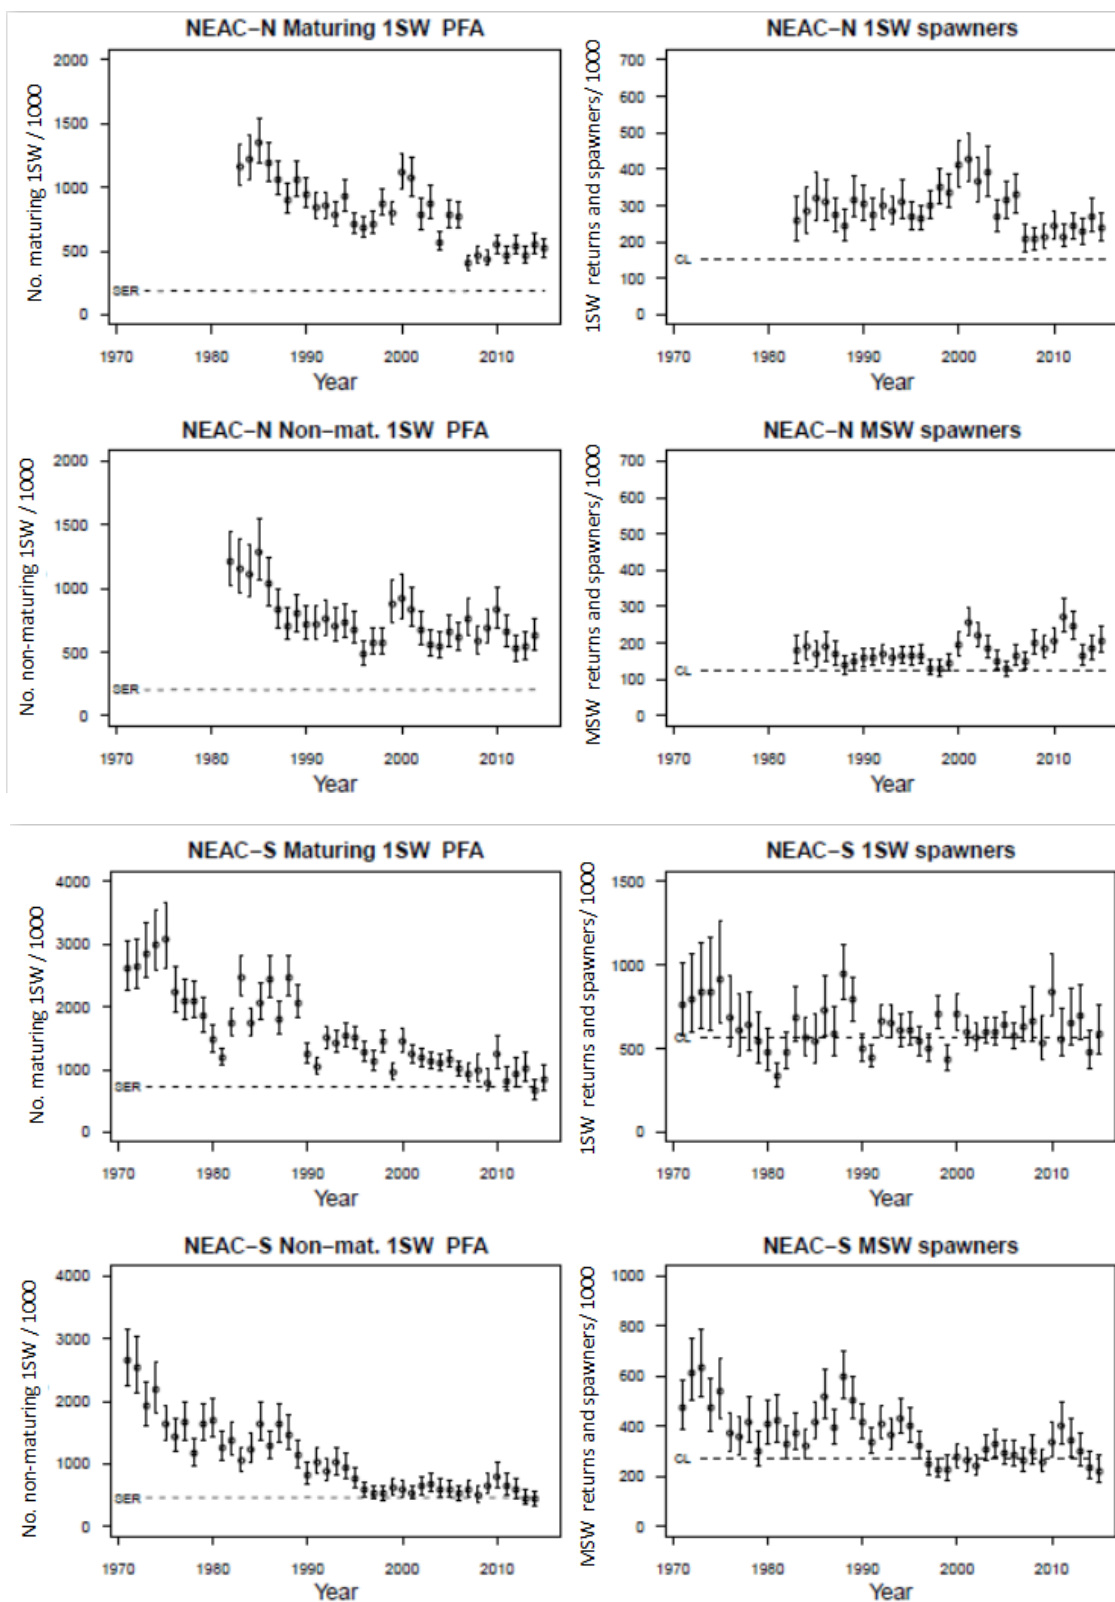 NEAC-N Maturing 1SW PFA
No. maturing 1SW / 1000
2000
1500
1000
500
0
SER
1970 1980 1990 2000 2010
Year
NEAC-N 1SW spawners
1SW returns and spawners/1000
700
600
500
400
300
200
100
0
CL
1970 1980 1990 2000 2010
Year
NEAC-N Non-mat. 1SW PFA
No. non-maturing 1SW / 1000
2000
1500
1000
500
0
SER
1970 1980 1990 2000 2010
Year
NEAC-N MSW spawners
MSW returns and spawners/1000
700
600
500
400
300
200
100
0
CL
1970 1980 1990 2000 2010
Year
NEAC-S Maturing 1SW PFA
No. maturing 1SW / 1000
4000
3000
2000
1000
0
SER
1970 1980 1990 2000 2010
Year
NEAC-S 1SW spawners
1SW returns and spawners/1000
1500
1000
500
0
CL
1970 1980 1990 2000 2010
Year
NEAC-S Non-mat. 1SW PFA
No. non-maturing 1SW / 1000
4000
3000
2000
1000
0
SER
1970 1980 1990 2000 2010
Year
NEAC-S MSW spawners
MSW returns and spawners/1000
1000
800
600
400
200
0
CL
1970 1980 1990 2000 2010
Year